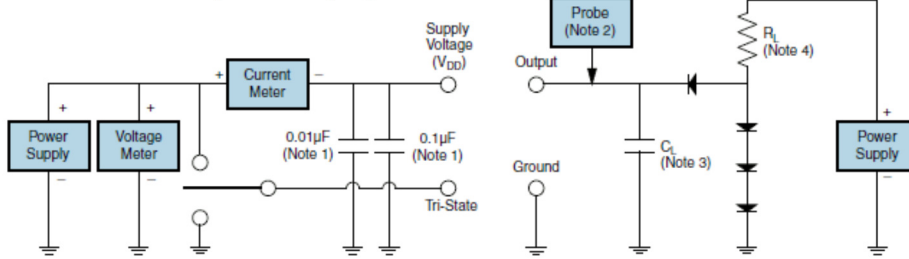 Probe
(Note 2)
Supply
Voltage
(VDD)
Output
RL
(Note 4)
+
Current
Meter
−
+
Power
Supply
−
+
Voltage
Meter
−
0.01µF
(Note 1)
0.1µF
(Note 1)
CL
(Note 3)
+
Power
Supply
−
Ground
Tri-State